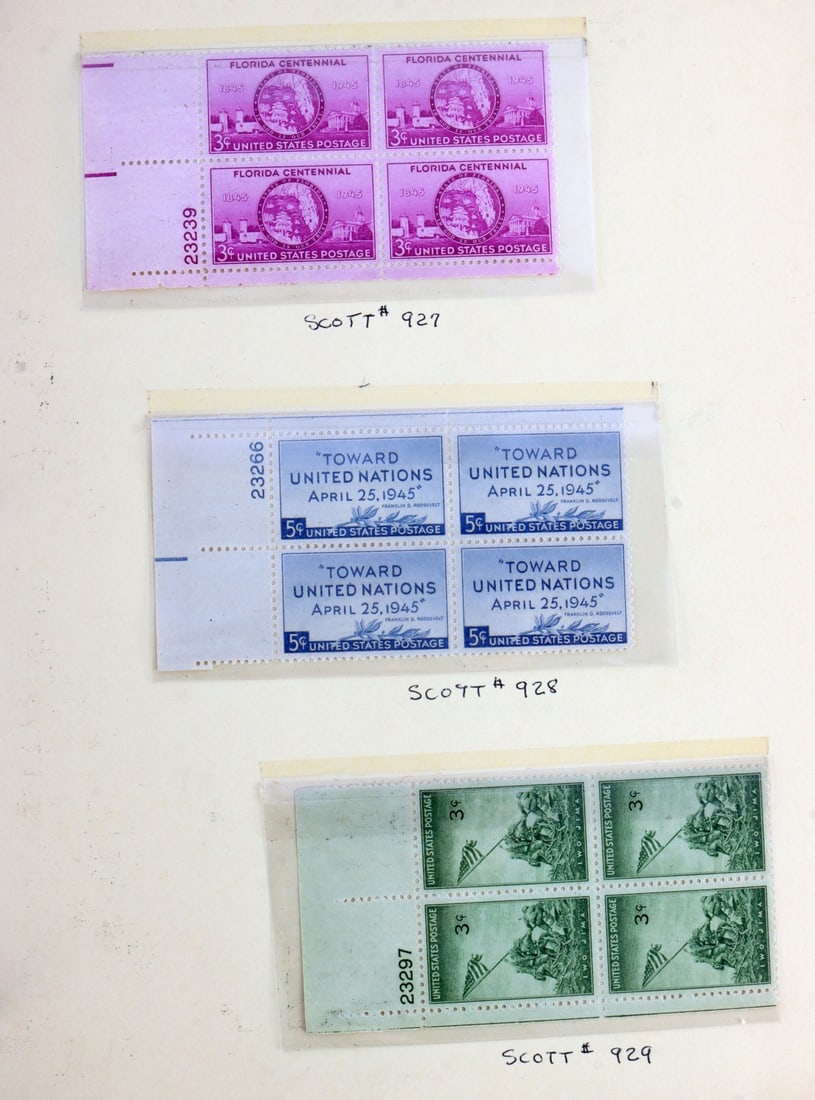 FLORIDA CENTENNIAL FLORIDA CENTENNIAL
1845 1945 1845 1945
3¢ UNITED STATES POSTAGE 3¢ UNITED STATES POSTAGE
FLORIDA CENTENNIAL FLORIDA CENTENNIAL
1845 1945 1845 1945
3¢ UNITED STATES POSTAGE 3¢ UNITED STATES POSTAGE
23239
SCOTT # 927
23266
"TOWARD "TOWARD
UNITED NATIONS UNITED NATIONS
APRIL 25, 1945" APRIL 25, 1945"
FRANKLIN D. ROOSEVELT FRANKLIN D. ROOSEVELT
5¢ UNITED STATES POSTAGE 5¢ UNITED STATES POSTAGE
"TOWARD "TOWARD
UNITED NATIONS UNITED NATIONS
APRIL 25, 1945" APRIL 25, 1945"
FRANKLIN D. ROOSEVELT FRANKLIN D. ROOSEVELT
5¢ UNITED STATES POSTAGE 5¢ UNITED STATES POSTAGE
SCOTT # 928
UNITED STATES POSTAGE 3¢ IWO JIMA
UNITED STATES POSTAGE 3¢ IWO JIMA
UNITED STATES POSTAGE 3¢ IWO JIMA
UNITED STATES POSTAGE 3¢ IWO JIMA
23297
SCOTT # 929